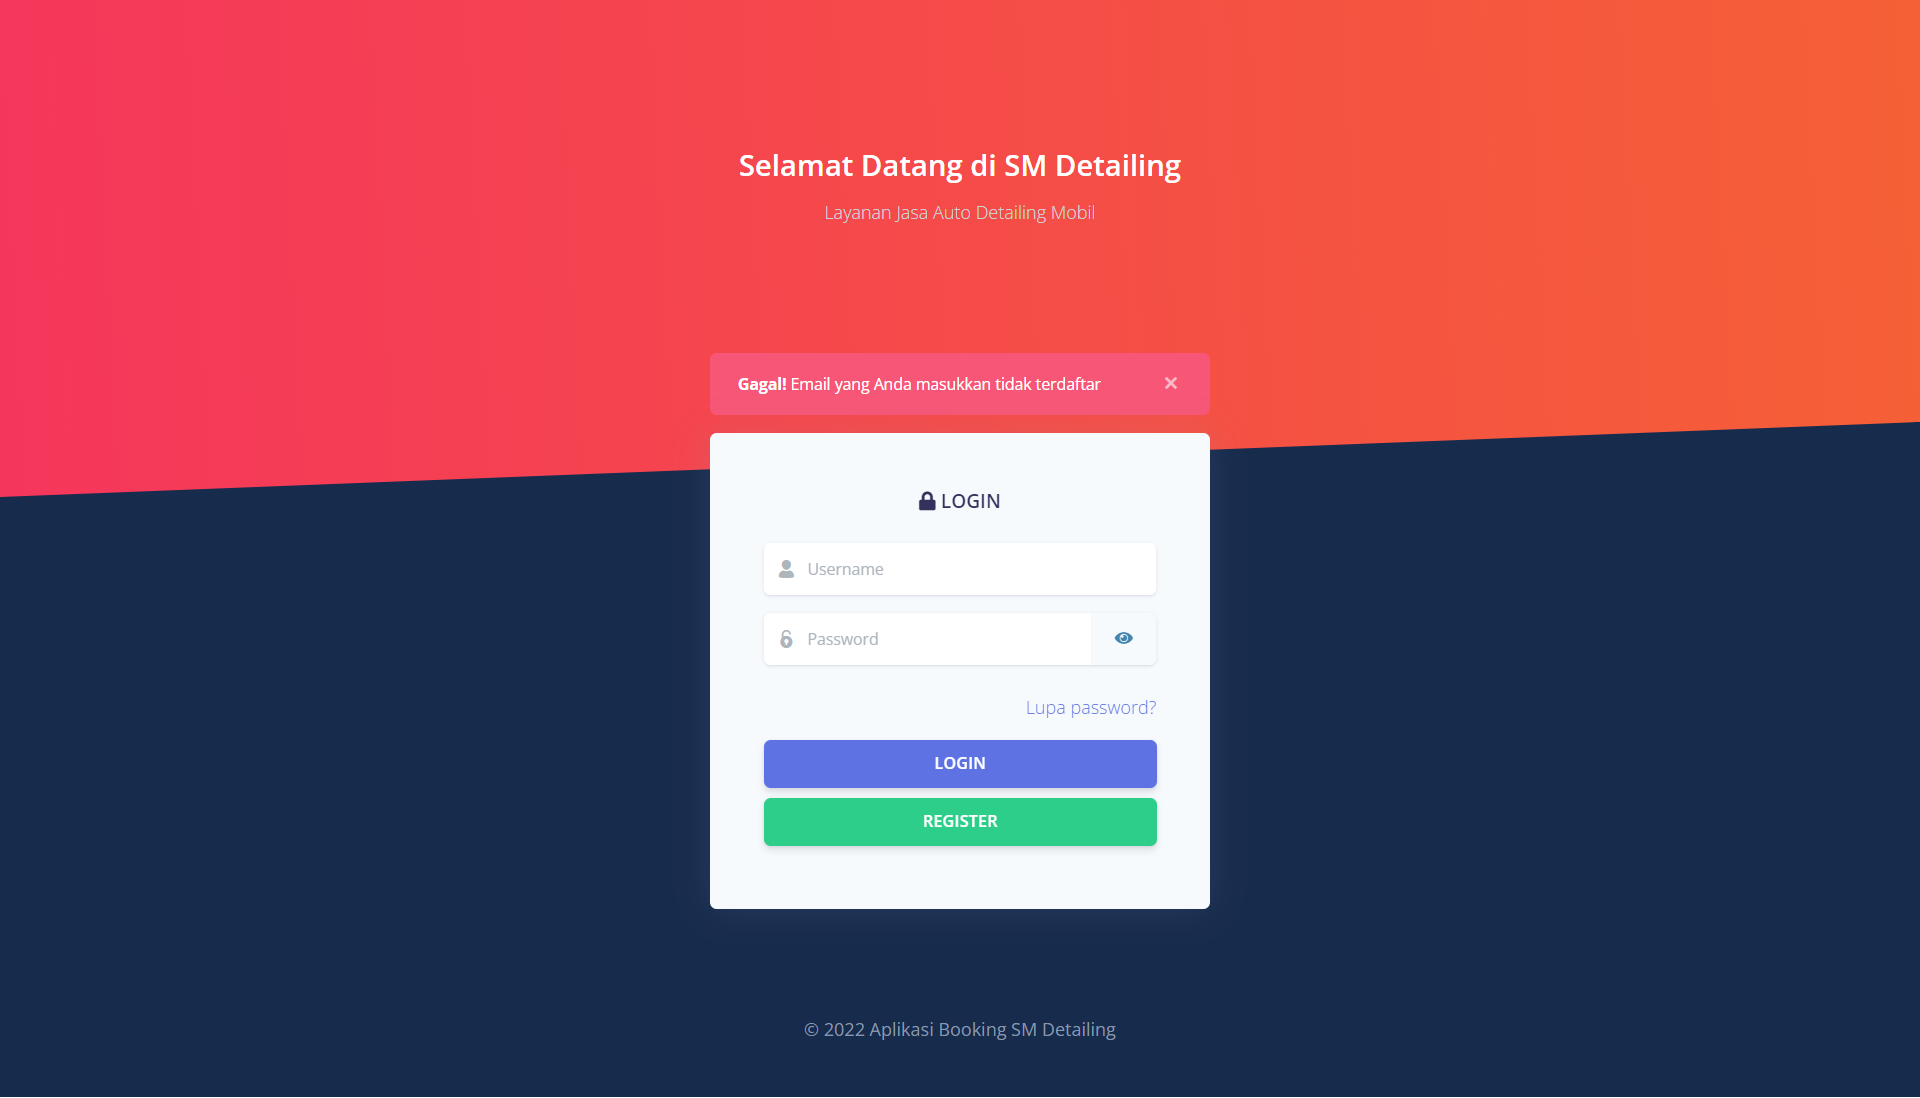 Selamat Datang di SM Detailing
Layanan Jasa Auto Detailing Mobil
Gagal! Email yang Anda masukkan tidak terdaftar ×
LOGIN
Username
Password
Lupa password?
LOGIN
REGISTER
© 2022 Aplikasi Booking SM Detailing